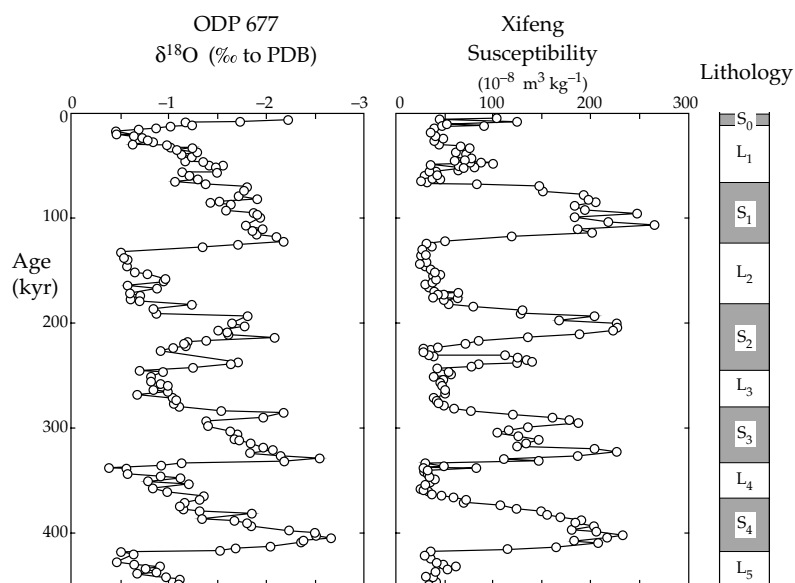 ODP 677
δ¹⁸O (‰ to PDB)
Xifeng
Susceptibility
(10⁻⁸ m³ kg⁻¹)
Lithology
0 −1 −2 −3
0 100 200 300
Age
(kyr)
0
100
200
300
400
S₀
L₁
S₁
L₂
S₂
L₃
S₃
L₄
S₄
L₅